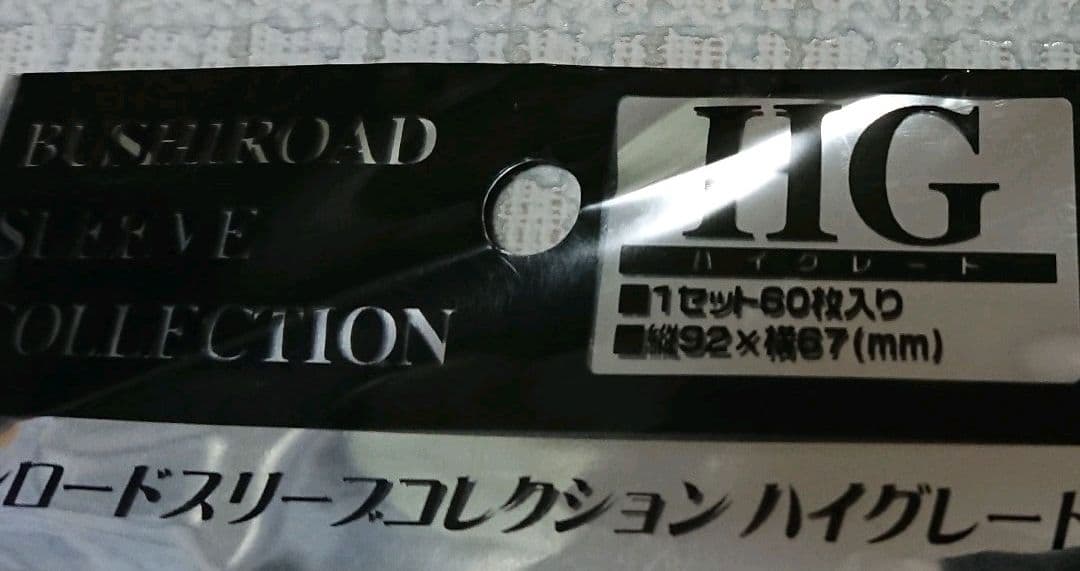 BUSHIROAD
SLEEVE
COLLECTION
HG
ハイグレード
■1セット60枚入り
■縦92×横67(mm)
ロードスリーブコレクション ハイグレート